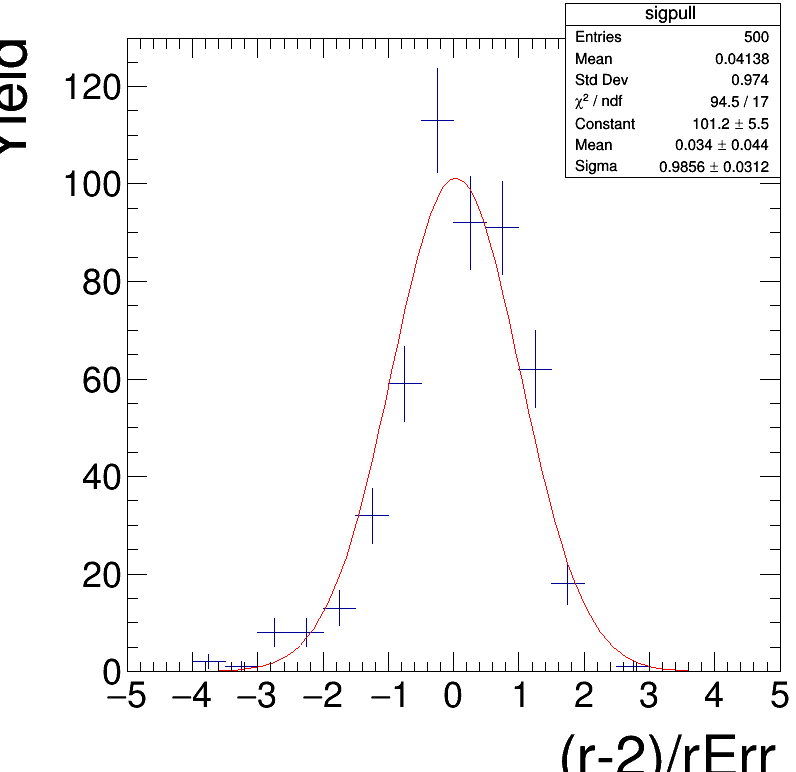 sigpull
Entries 500
Mean 0.04138
Std Dev 0.974
χ² / ndf 94.5 / 17
Constant 101.2 ± 5.5
Mean 0.034 ± 0.044
Sigma 0.9856 ± 0.0312
Yield
120
100
80
60
40
20
0
−5 −4 −3 −2 −1 0 1 2 3 4 5
(r-2)/rErr